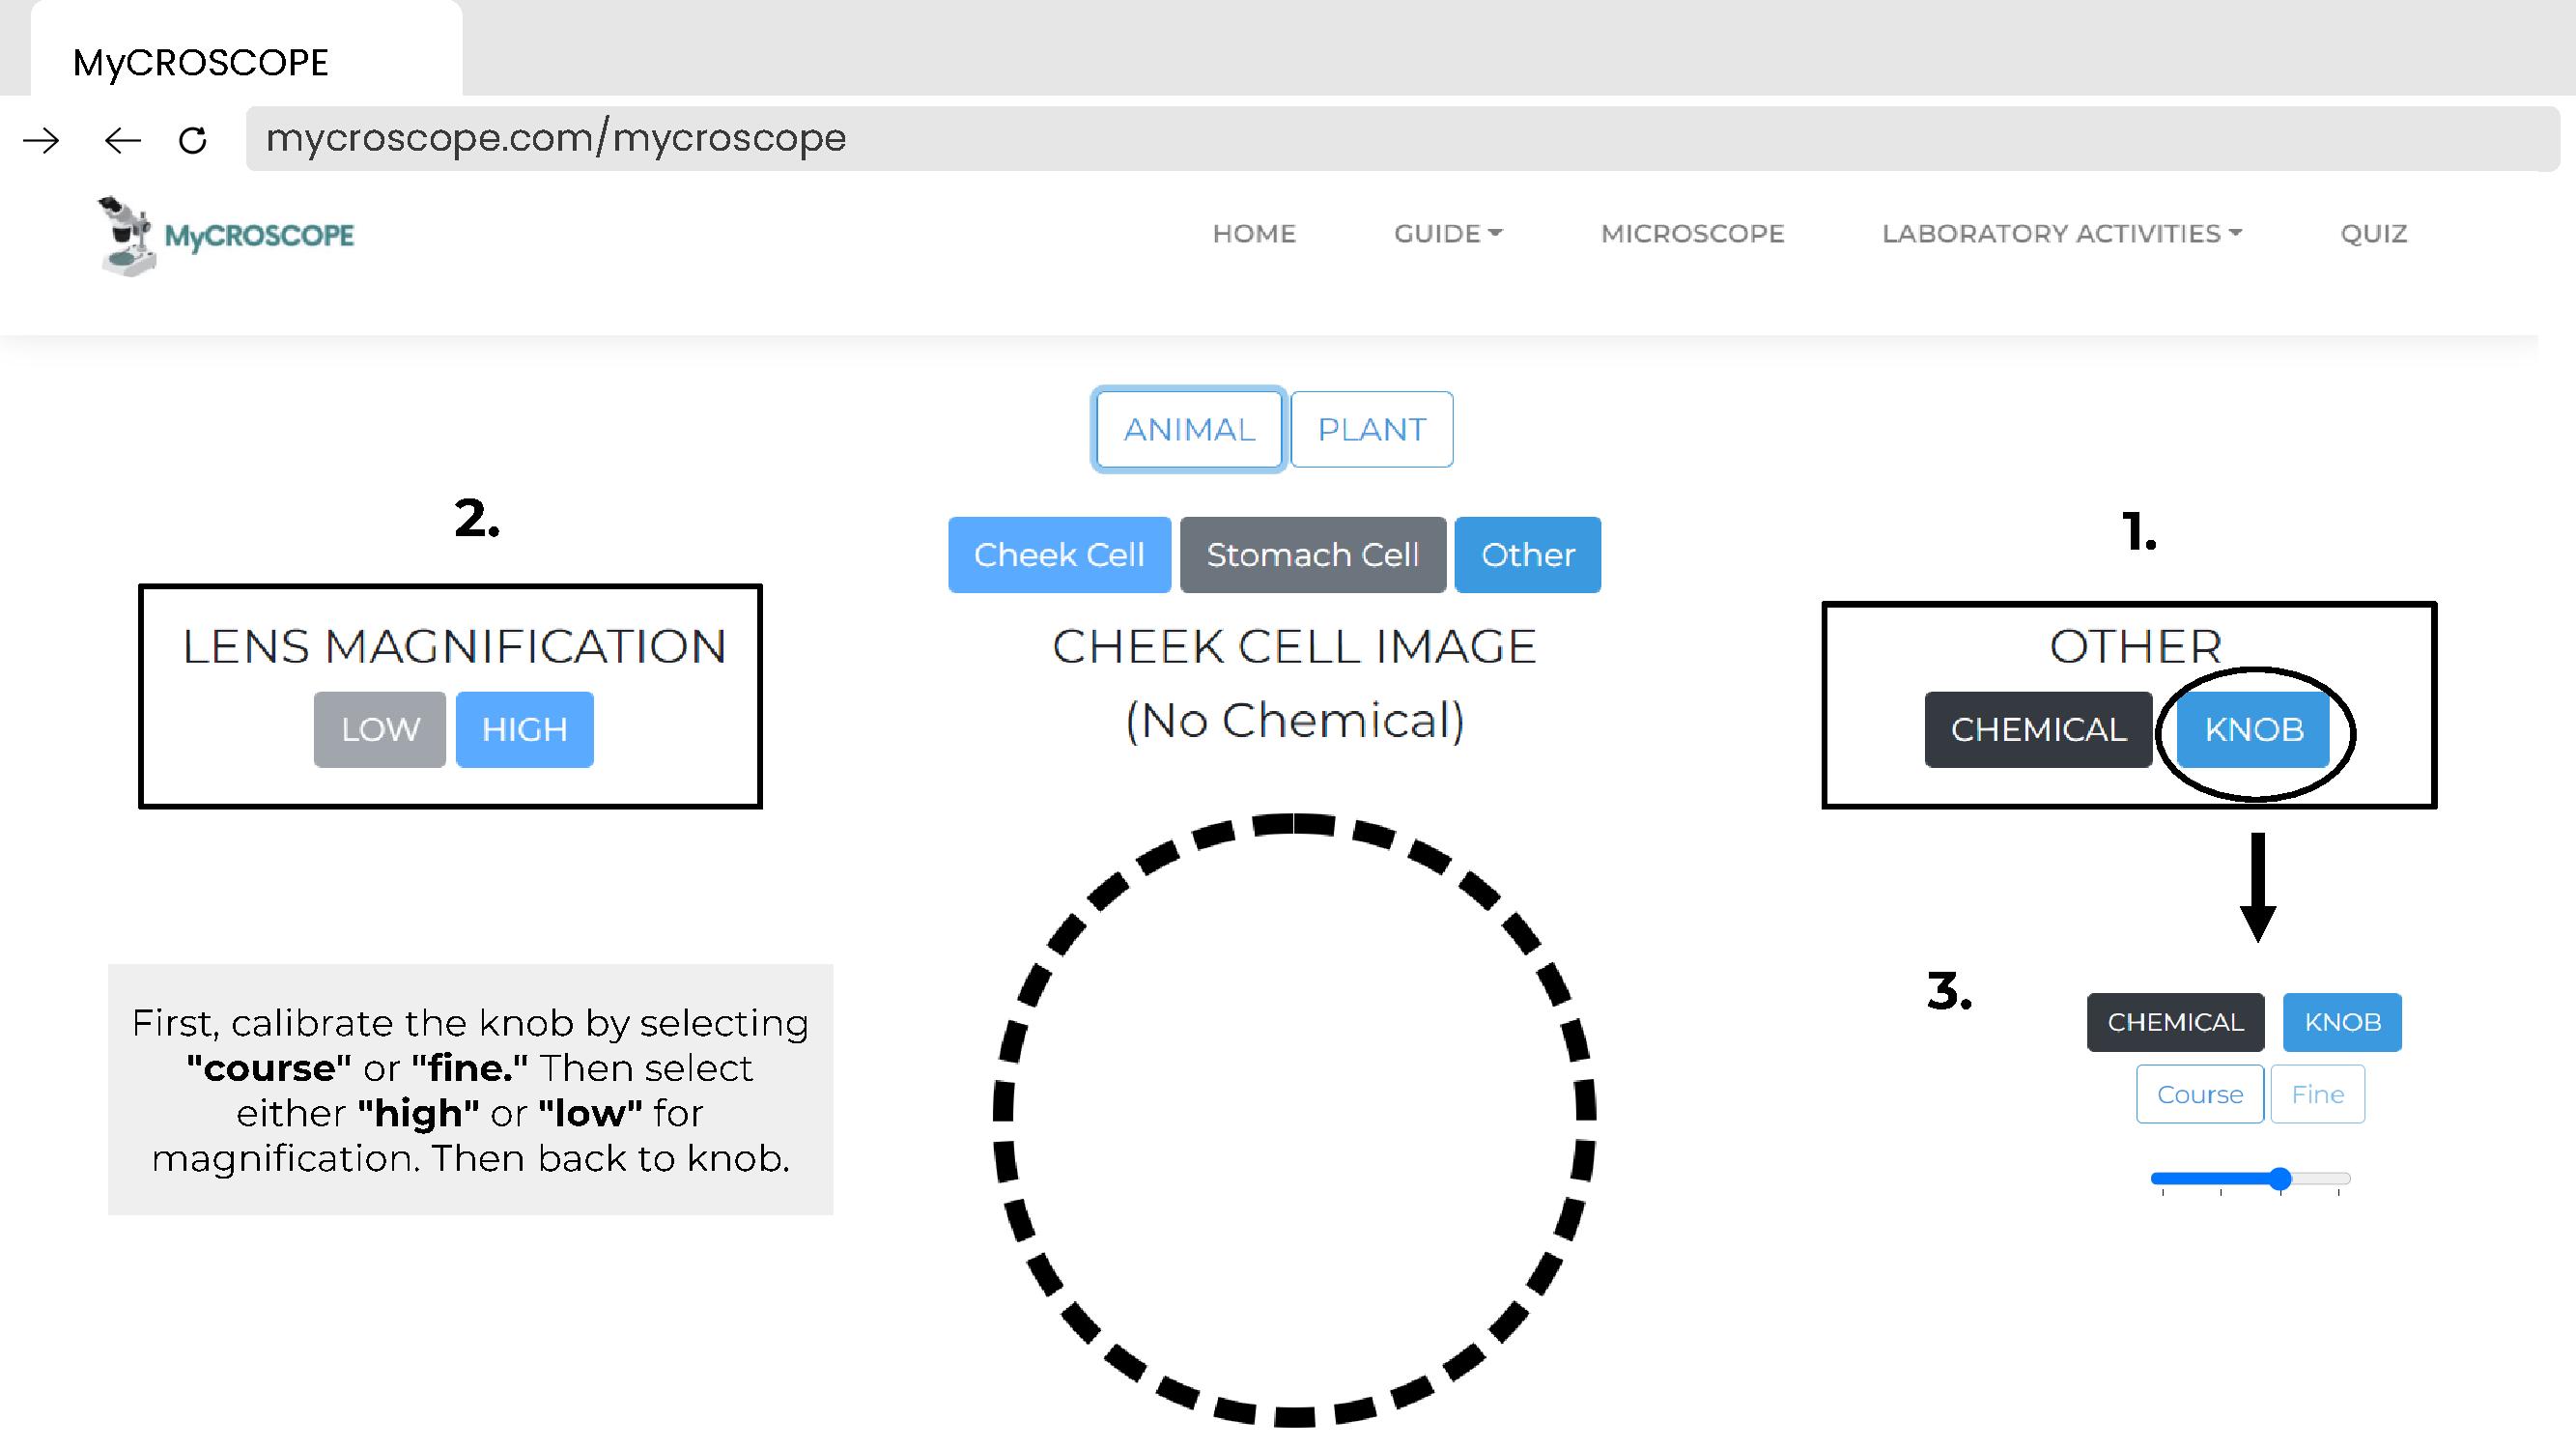 MyCROSCOPE
mycroscope.com/mycroscope
MyCROSCOPE
HOME
GUIDE
MICROSCOPE
LABORATORY ACTIVITIES
QUIZ
ANIMAL
PLANT
2.
1.
Cheek Cell
Stomach Cell
Other
LENS MAGNIFICATION
LOW
HIGH
CHEEK CELL IMAGE
(No Chemical)
OTHER
CHEMICAL
KNOB
First, calibrate the knob by selecting
"course" or "fine." Then select
either "high" or "low" for
magnification. Then back to knob.
3.
CHEMICAL
KNOB
Course
Fine